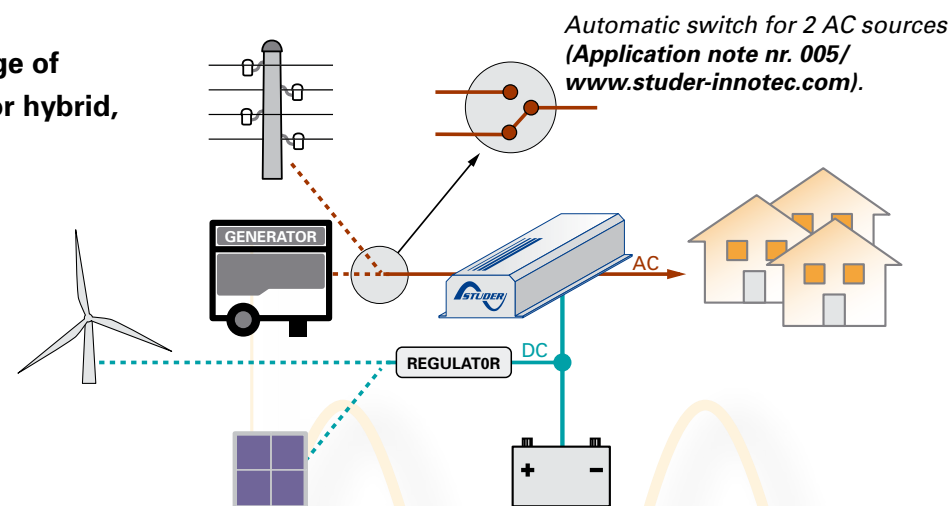 Automatic switch for 2 AC sources
(Application note nr. 005/
www.studer-innotec.com).
ge of
or hybrid,
GENERATOR
STUDER
AC
REGULAT0R
DC
+ −